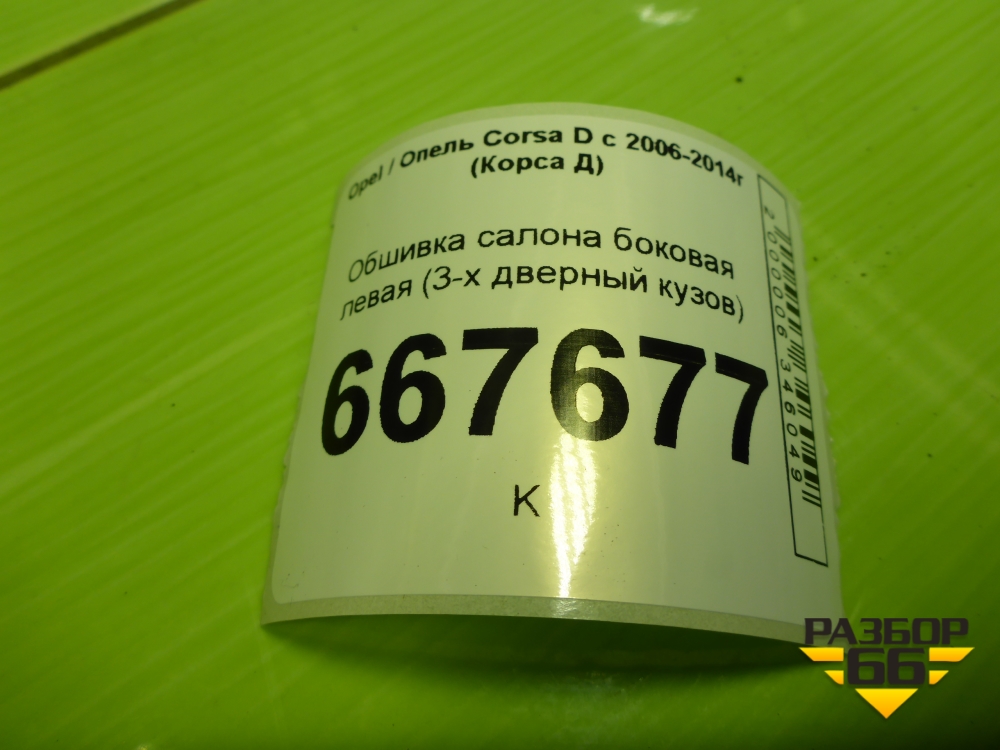 Opel / Опель Corsa D с 2006-2014г
(Корса Д)
Обшивка салона боковая
левая (3-х дверный кузов)
667677
К
2000006346049
РАЗБОР
66